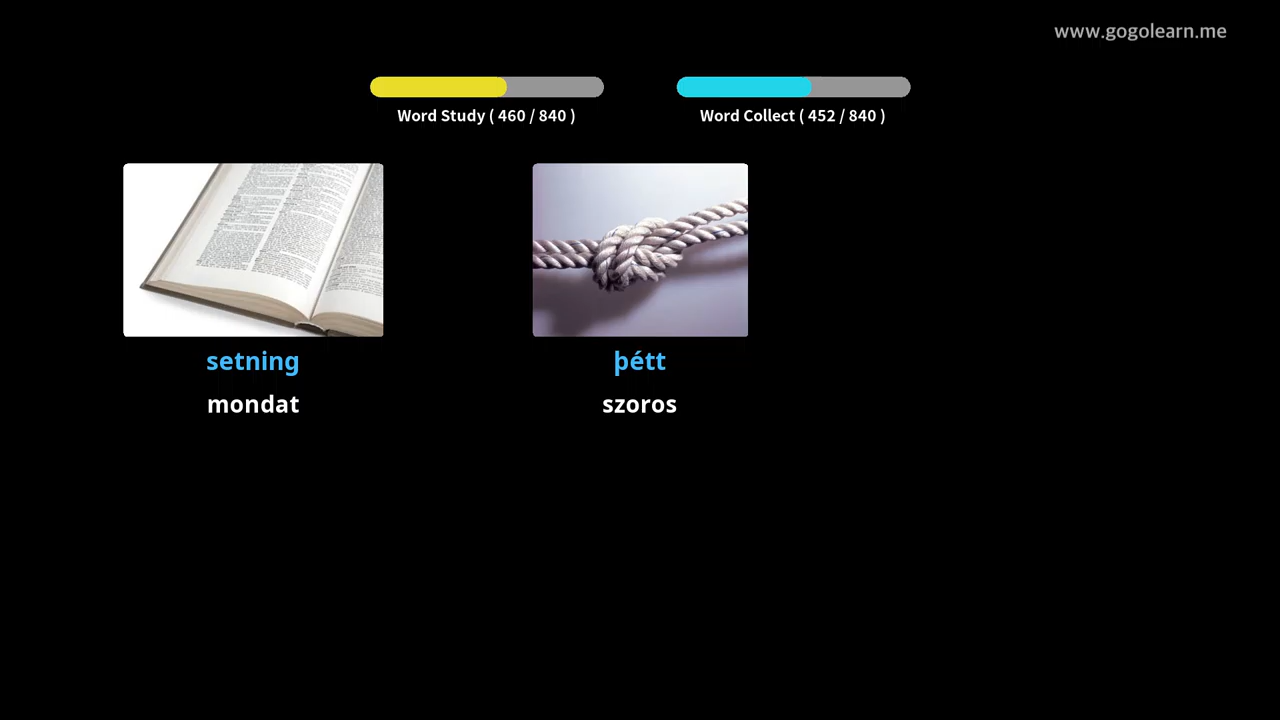 www.gogolearn.me
Word Study ( 460 / 840 )
Word Collect ( 452 / 840 )
setning
mondat
þétt
szoros